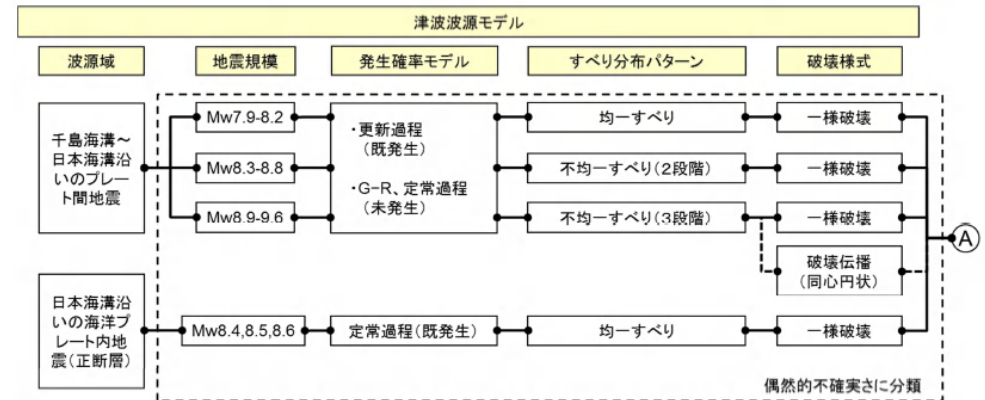 津波波源モデル
波源域
地震規模
発生確率モデル
すべり分布パターン
破壊様式
千島海溝～
日本海溝沿
いのプレー
ト間地震
Mw7.9-8.2
Mw8.3-8.8
Mw8.9-9.6
・更新過程
(既発生)
・G-R、定常過程
(未発生)
均一すべり
不均一すべり(2段階)
不均一すべり(3段階)
一様破壊
一様破壊
一様破壊
破壊伝播
(同心円状)
A
日本海溝沿
いの海洋プ
レート内地
震(正断層)
Mw8.4,8.5,8.6
定常過程(既発生)
均一すべり
一様破壊
偶然的不確実さに分類